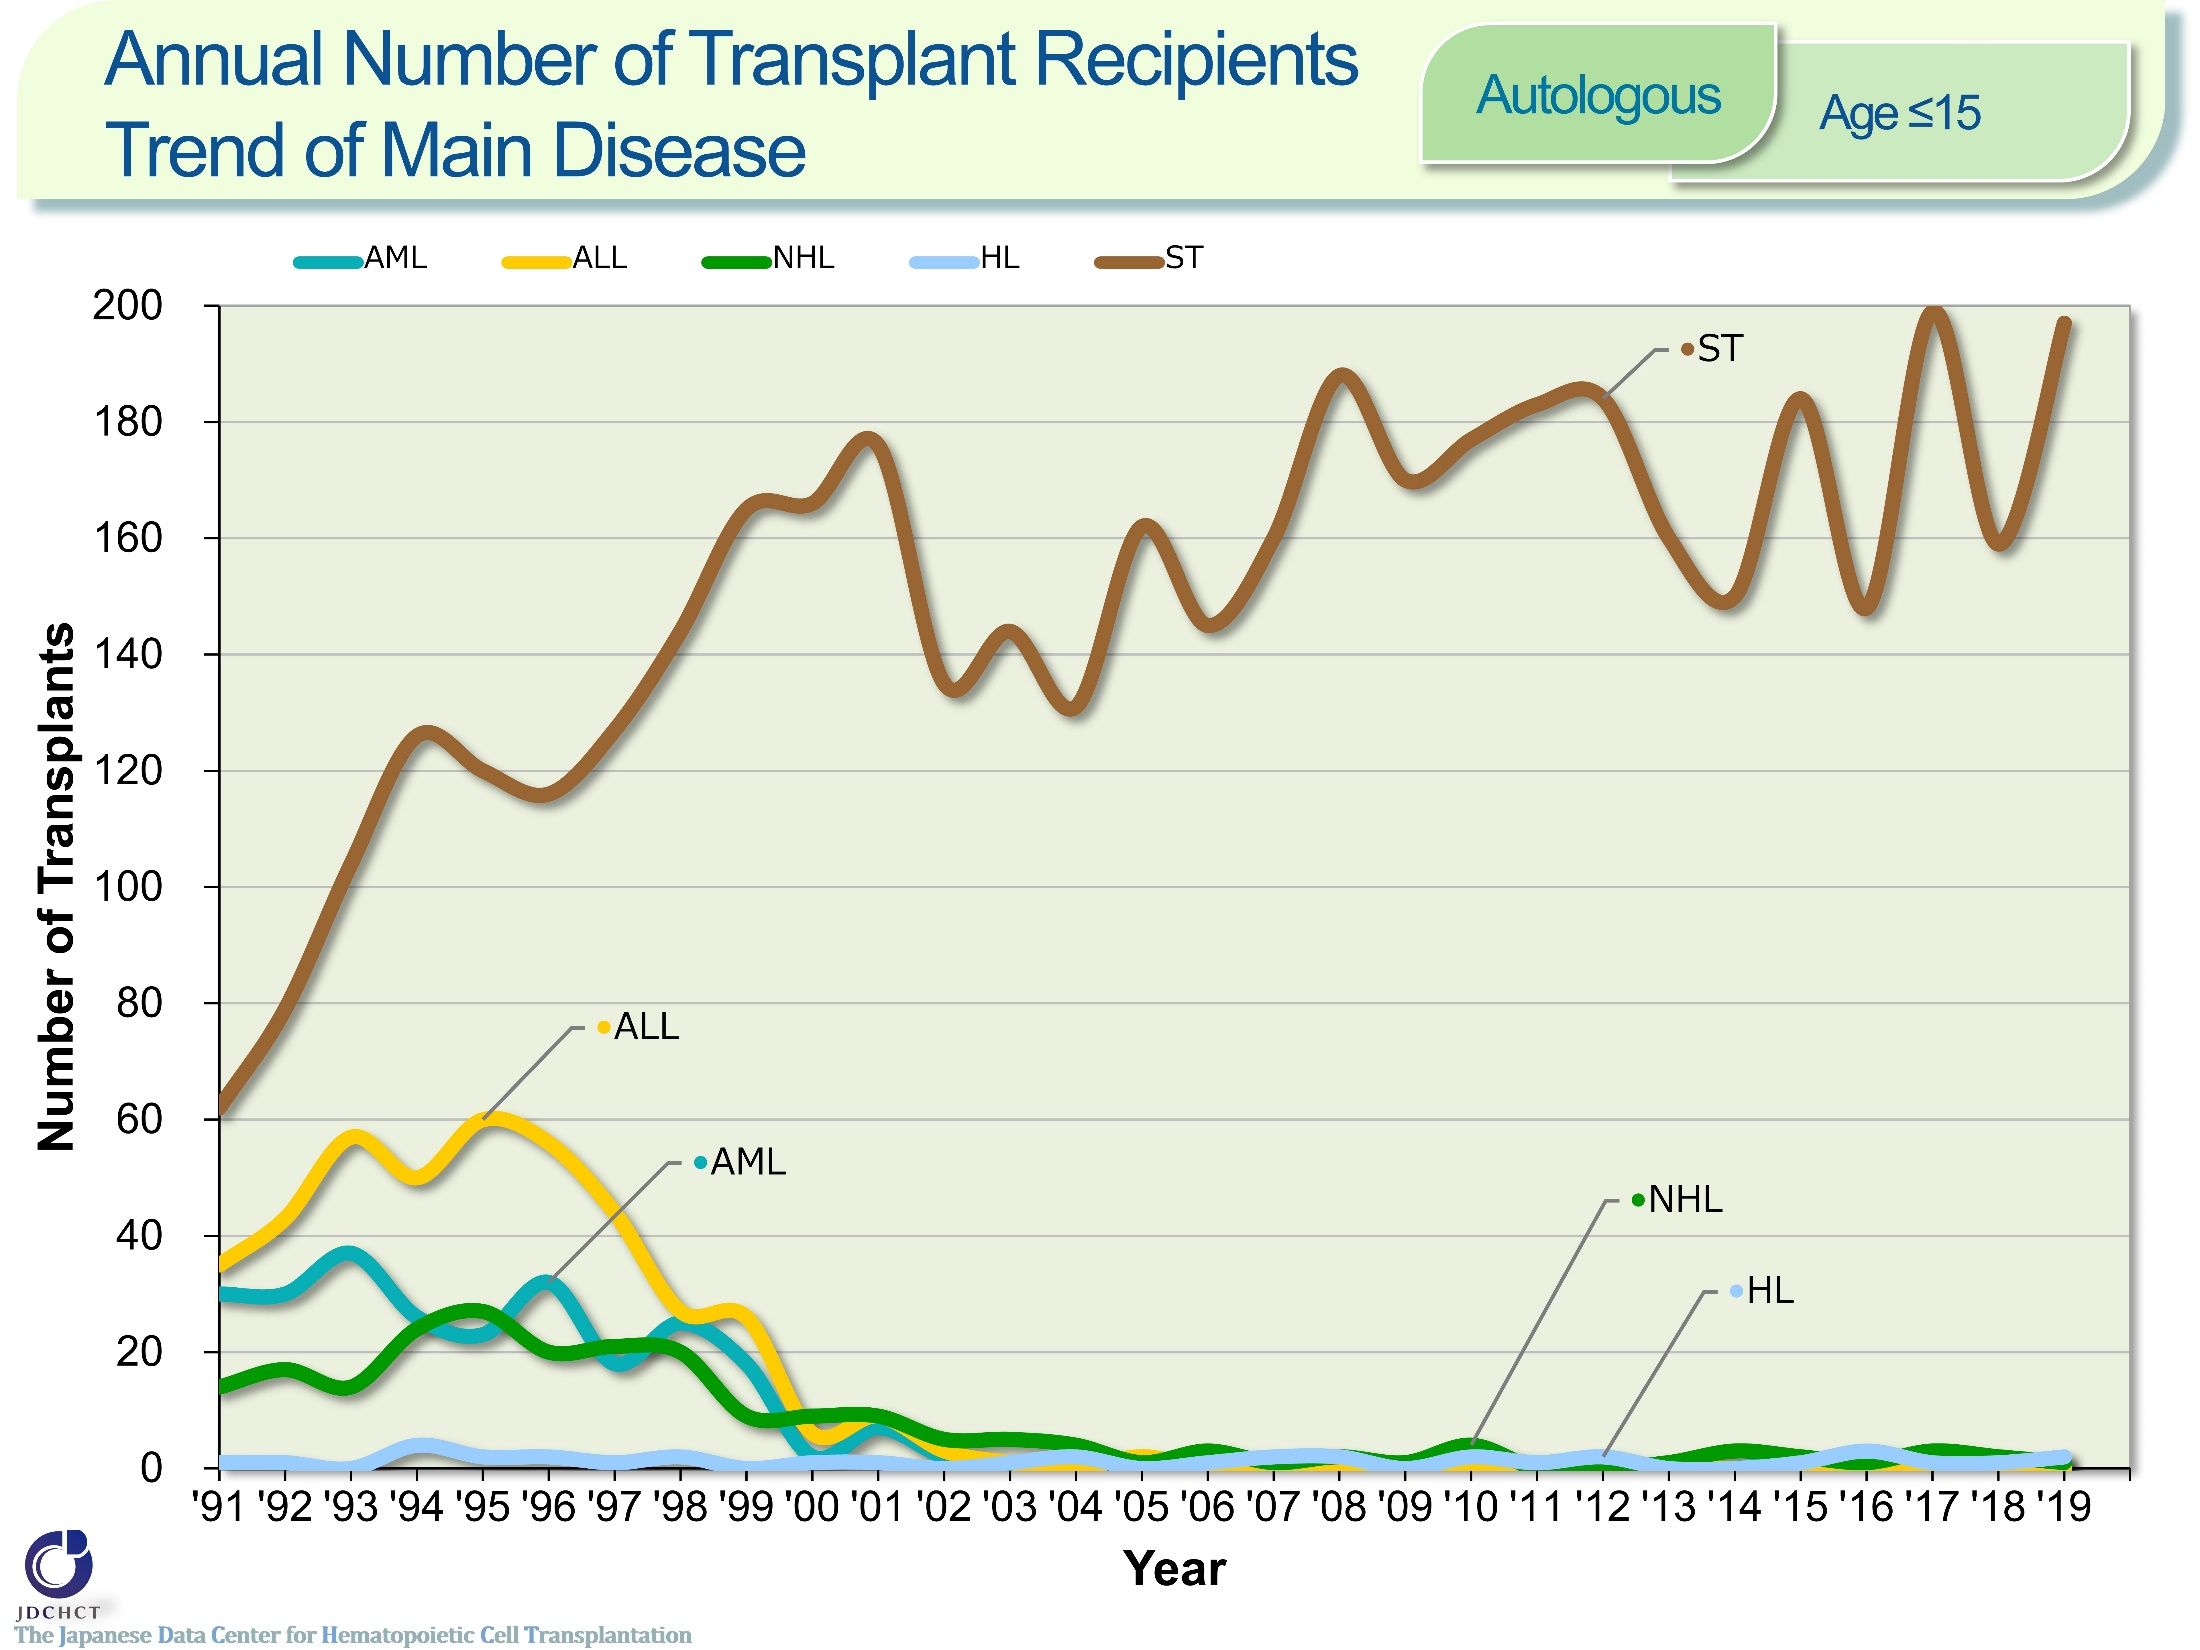 Annual Number of Transplant Recipients
Trend of Main Disease
Autologous
Age ≤15
AML ALL NHL HL ST
200
180
160
140
120
100
80
60
40
20
0
Number of Transplants
ST
ALL
AML
NHL
HL
'91 '92 '93 '94 '95 '96 '97 '98 '99 '00 '01 '02 '03 '04 '05 '06 '07 '08 '09 '10 '11 '12 '13 '14 '15 '16 '17 '18 '19
Year
JDCHCT
The Japanese Data Center for Hematopoietic Cell Transplantation